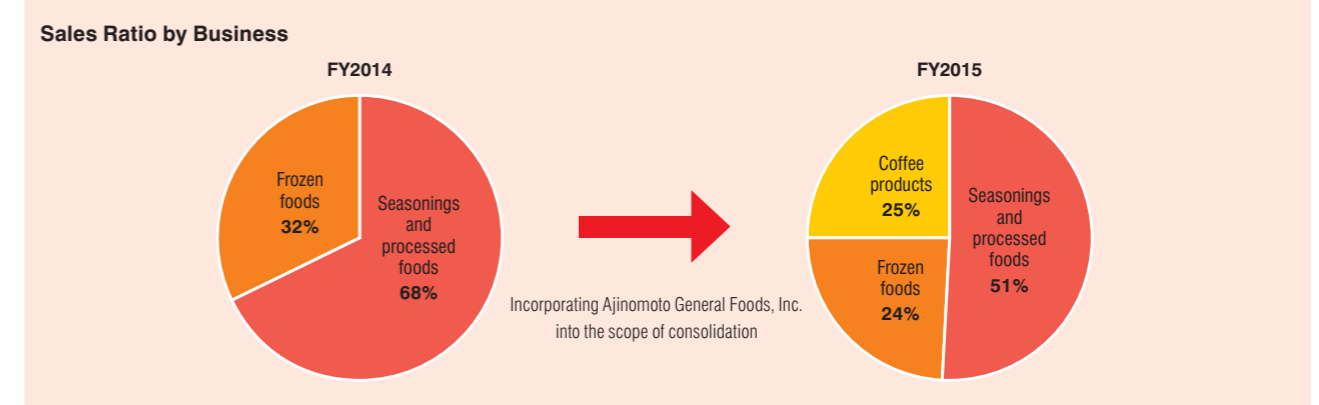 Sales Ratio by Business
FY2014
Frozen
foods
32%
Seasonings
and
processed
foods
68%
Incorporating Ajinomoto General Foods, Inc.
into the scope of consolidation
FY2015
Coffee
products
25%
Frozen
foods
24%
Seasonings
and
processed
foods
51%